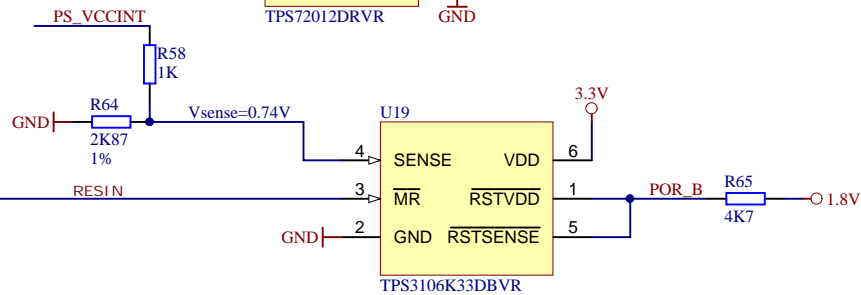 PS_VCCINT
TPS72012DRVR
GND
R58
1K
R64
GND
2K87
1%
Vsense=0.74V
U19
3.3V
4
SENSE
VDD
6
RESIN
3
MR
RSTVDD
1
POR_B
R65
4K7
1.8V
GND
2
GND
RSTSENSE
5
TPS3106K33DBVR